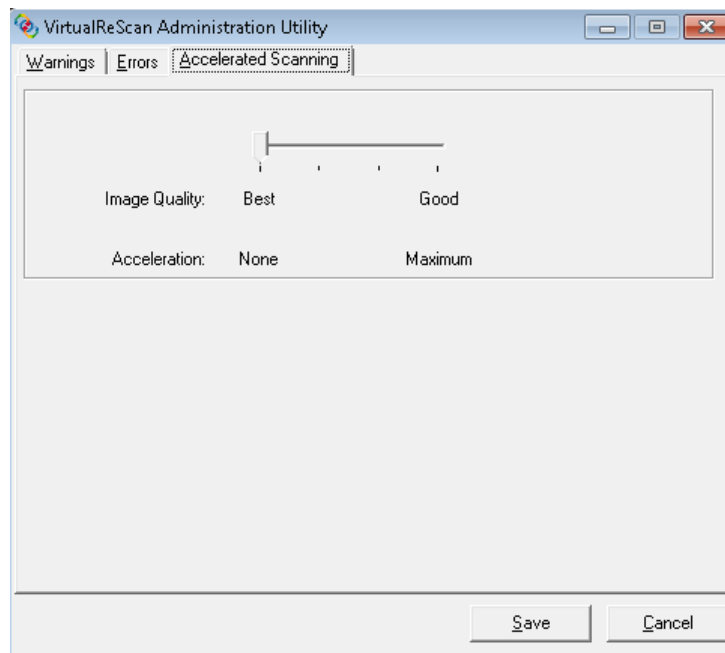 VirtualReScan Administration Utility
Warnings Errors Accelerated Scanning
Image Quality: Best Good
Acceleration: None Maximum
Save Cancel